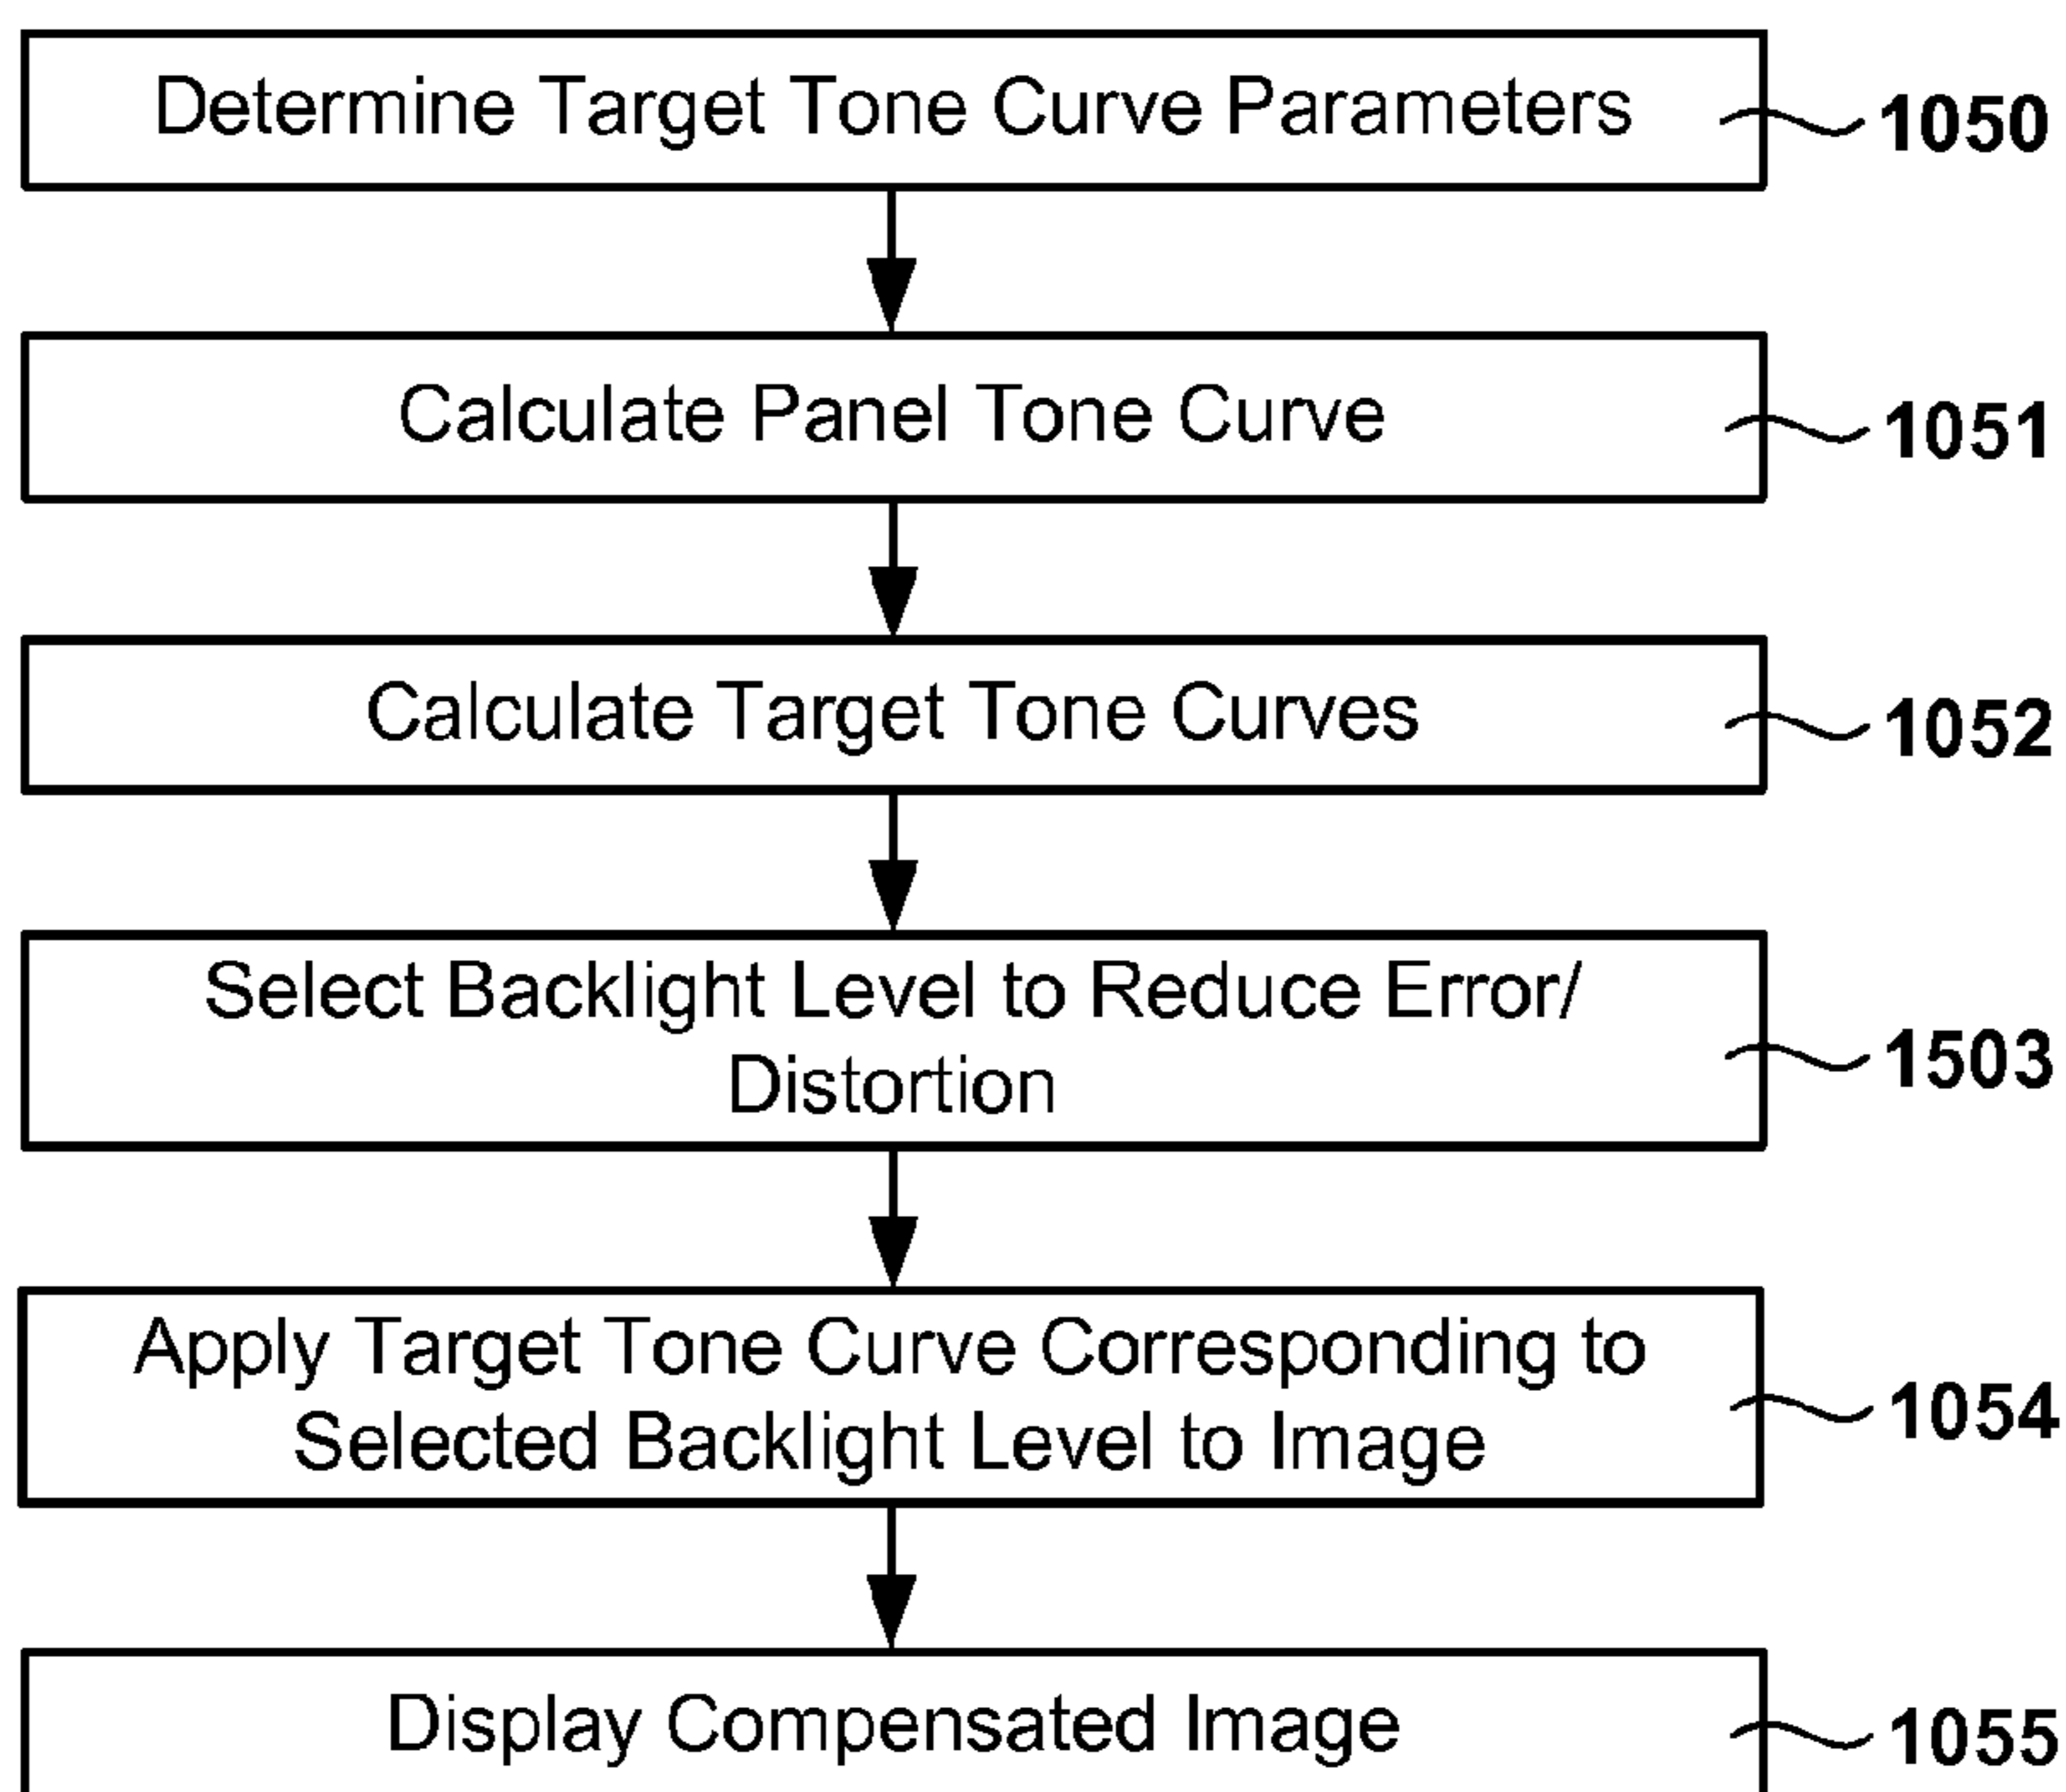 Determine Target Tone Curve Parameters
1050
Calculate Panel Tone Curve
1051
Calculate Target Tone Curves
1052
Select Backlight Level to Reduce Error/
Distortion
1503
Apply Target Tone Curve Corresponding to
Selected Backlight Level to Image
1054
Display Compensated Image
1055